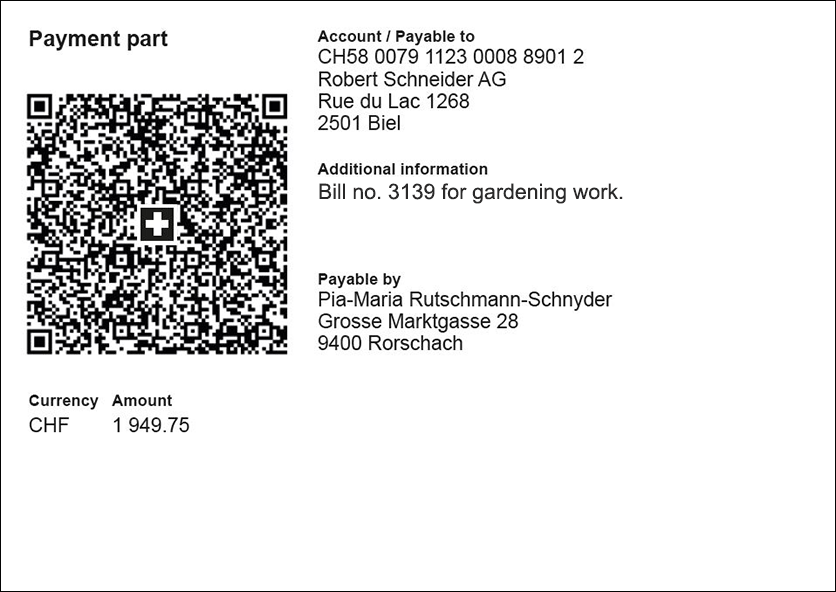 Payment part
Account / Payable to
CH58 0079 1123 0008 8901 2
Robert Schneider AG
Rue du Lac 1268
2501 Biel
Additional information
Bill no. 3139 for gardening work.
Payable by
Pia-Maria Rutschmann-Schnyder
Grosse Marktgasse 28
9400 Rorschach
Currency Amount
CHF 1 949.75